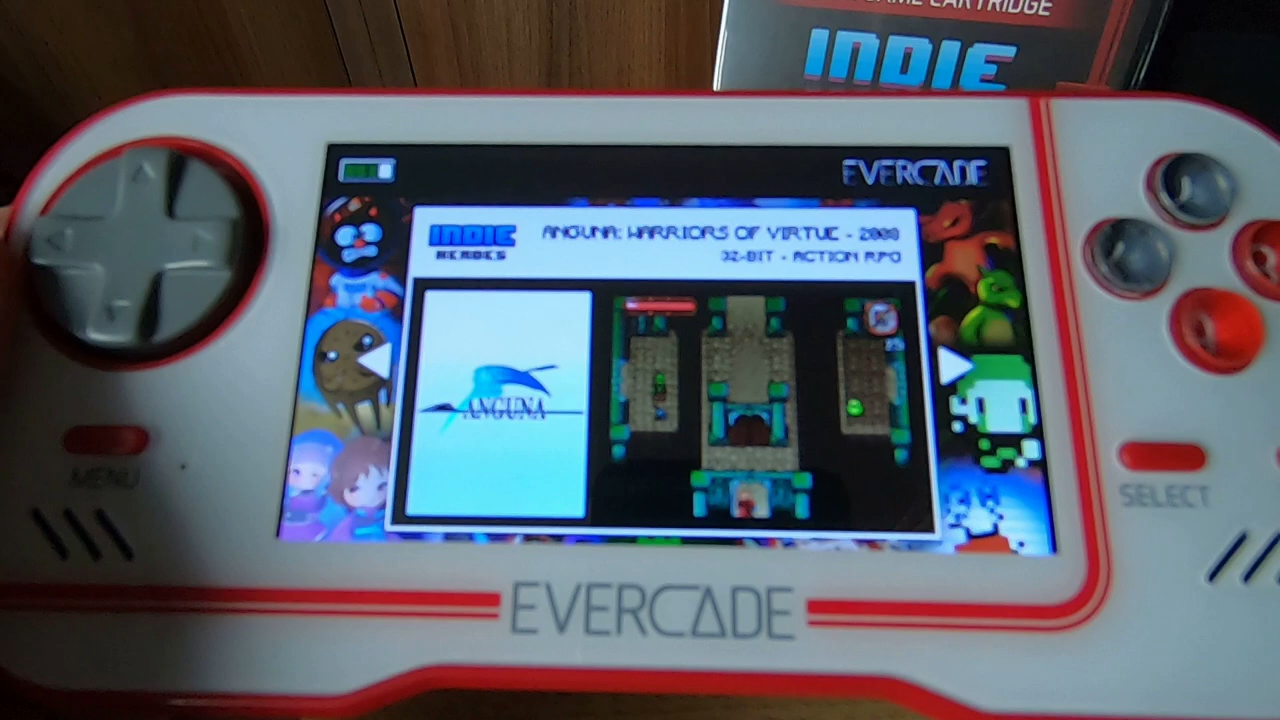 GAME CARTRIDGE
INDIE
EVERCADE
INDIE
HEROES
ANGUNA: WARRIORS OF VIRTUE - 2008
32-BIT - ACTION RPG
ANGUNA
MENU
SELECT
EVERCADE